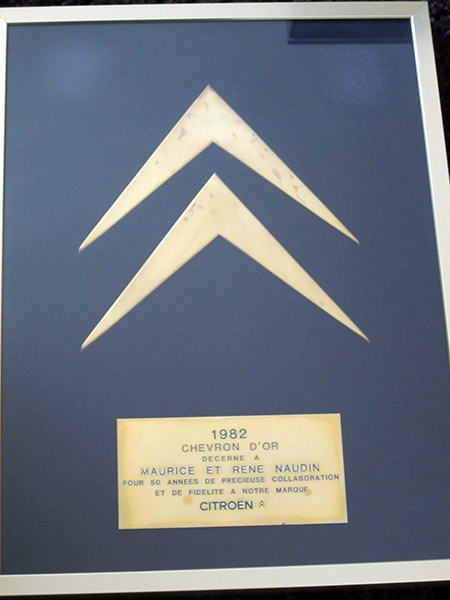 1982
CHEVRON D'OR
DECERNE A
MAURICE ET RENE NAUDIN
POUR 50 ANNEES DE PRECIEUSE COLLABORATION
ET DE FIDELITE A NOTRE MARQUE
CITROËN